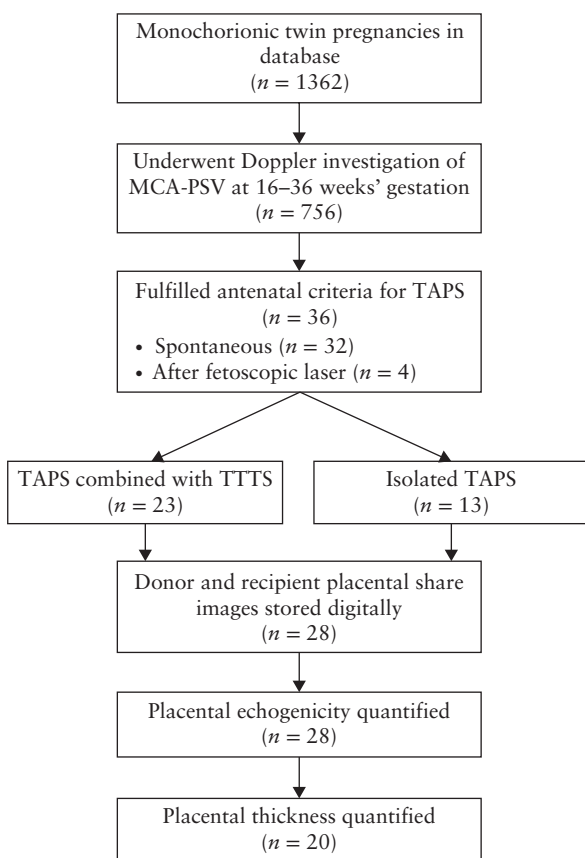 Monochorionic twin pregnancies in
database
(n = 1362)
Underwent Doppler investigation of
MCA-PSV at 16–36 weeks' gestation
(n = 756)
Fulfilled antenatal criteria for TAPS
(n = 36)
• Spontaneous (n = 32)
• After fetoscopic laser (n = 4)
TAPS combined with TTTS
(n = 23)
Isolated TAPS
(n = 13)
Donor and recipient placental share
images stored digitally
(n = 28)
Placental echogenicity quantified
(n = 28)
Placental thickness quantified
(n = 20)